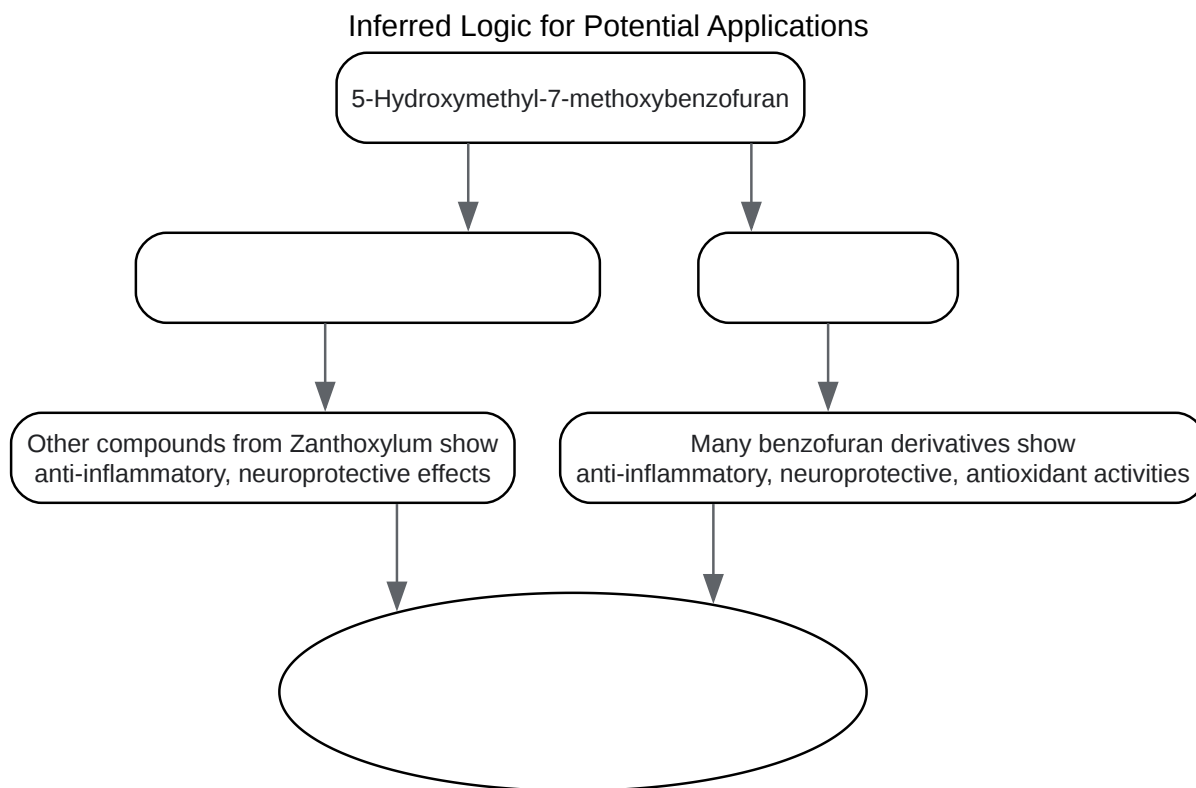 Inferred Logic for Potential Applications
5-Hydroxymethyl-7-methoxybenzofuran
Other compounds from Zanthoxylum show
anti-inflammatory, neuroprotective effects
Many benzofuran derivatives show
anti-inflammatory, neuroprotective, antioxidant activities